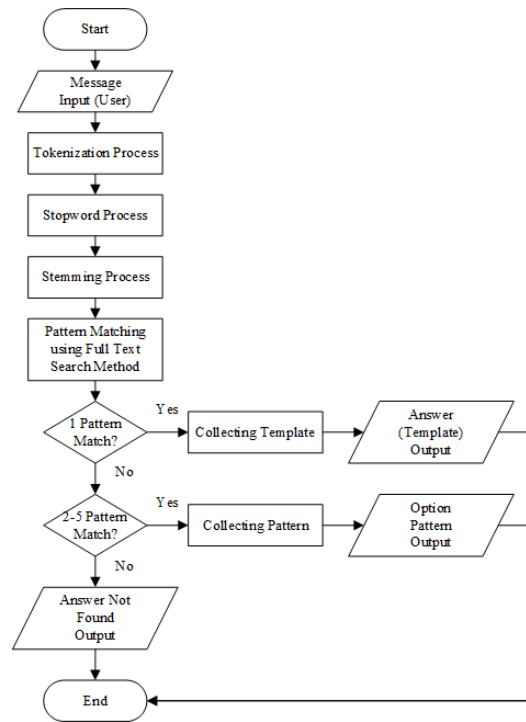 Start
Message
Input (User)
Tokenization Process
Stopword Process
Stemming Process
Pattern Matching
using Full Text
Search Method
1 Pattern
Match?
Yes
Collecting Template
Answer
(Template)
Output
No
2-5 Pattern
Match?
Yes
Collecting Pattern
Option
Pattern
Output
No
Answer Not
Found
Output
End